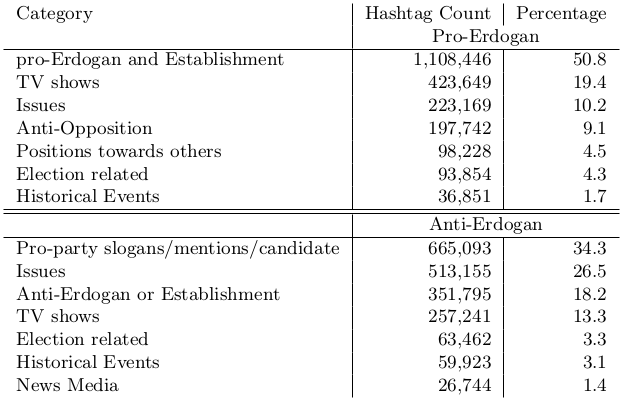 Category Hashtag Count Percentage
Pro-Erdogan
pro-Erdogan and Establishment 1,108,446 50.8
TV shows 423,649 19.4
Issues 223,169 10.2
Anti-Opposition 197,742 9.1
Positions towards others 98,228 4.5
Election related 93,854 4.3
Historical Events 36,851 1.7
Anti-Erdogan
Pro-party slogans/mentions/candidate 665,093 34.3
Issues 513,155 26.5
Anti-Erdogan or Establishment 351,795 18.2
TV shows 257,241 13.3
Election related 63,462 3.3
Historical Events 59,923 3.1
News Media 26,744 1.4